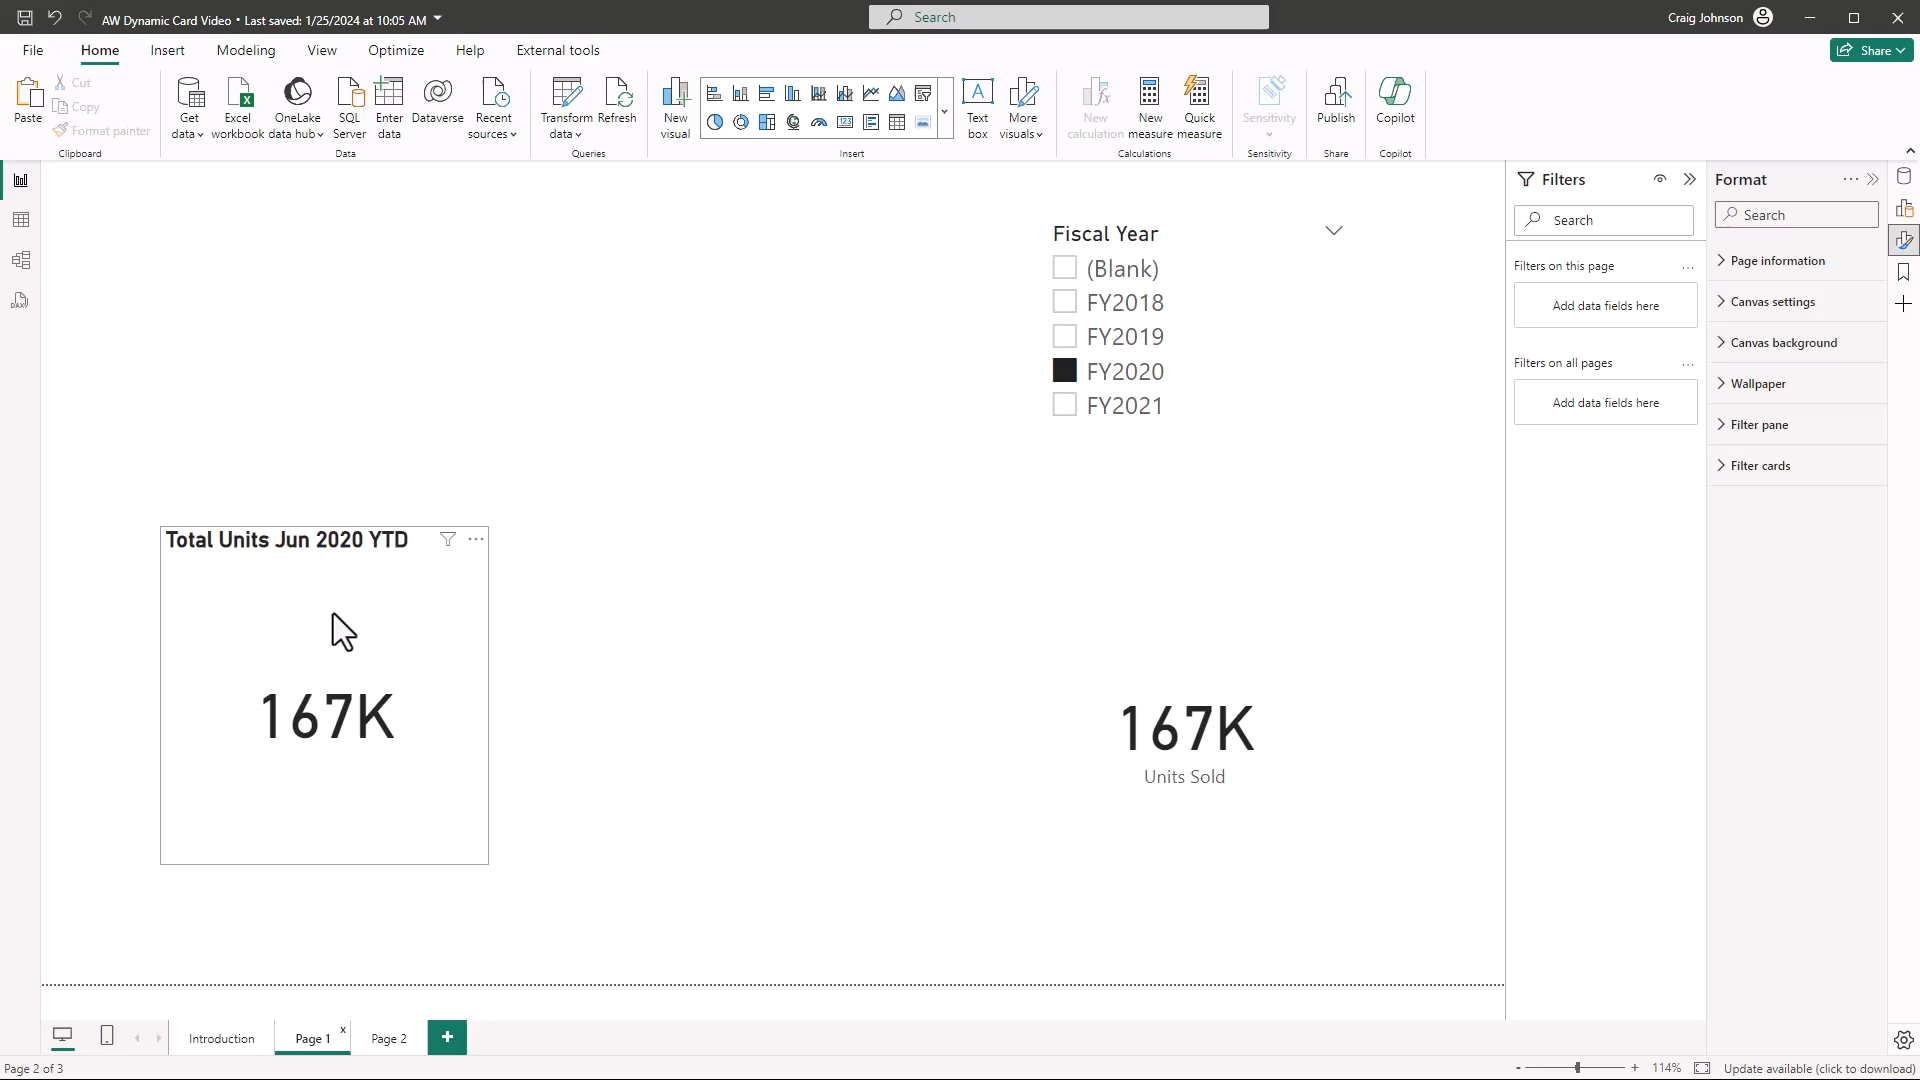 AW Dynamic Card Video • Last saved: 1/25/2024 at 10:05 AM
Search
Craig Johnson
File
Home
Insert
Modeling
View
Optimize
Help
External tools
Share
Paste
Cut
Copy
Format painter
Clipboard
Get data
Excel workbook
OneLake data hub
SQL Server
Enter data
Dataverse
Recent sources
Data
Transform data
Refresh
Queries
New visual
Text box
More visuals
Insert
New calculation
New measure
Quick measure
Calculations
Sensitivity
Sensitivity
Publish
Share
Copilot
Copilot
Fiscal Year
(Blank)
FY2018
FY2019
FY2020
FY2021
Total Units Jun 2020 YTD
167K
167K
Units Sold
Filters
Search
Filters on this page
Add data fields here
Filters on all pages
Add data fields here
Format
Search
Page information
Canvas settings
Canvas background
Wallpaper
Filter pane
Filter cards
Introduction
Page 1
x
Page 2
Page 2 of 3
114%
Update available (click to download)